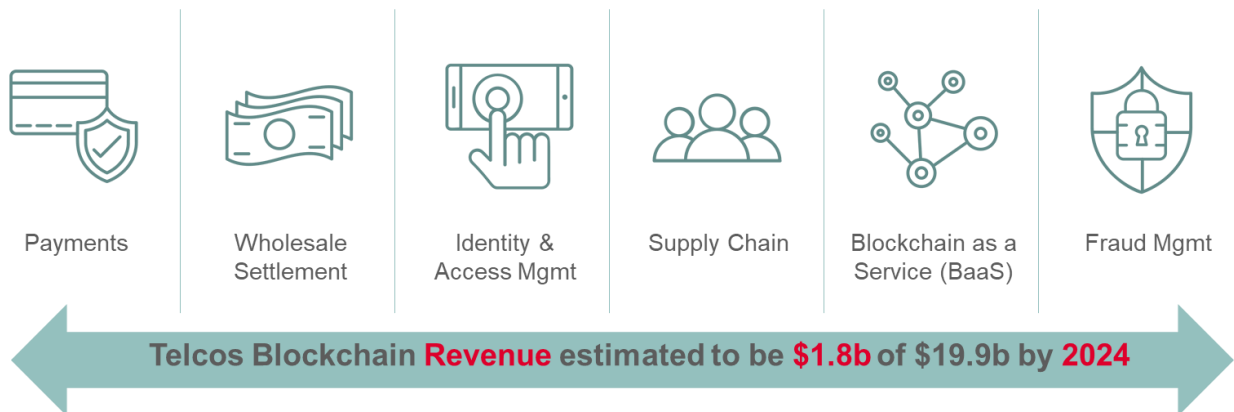 Payments
Wholesale
Settlement
Identity &
Access Mgmt
Supply Chain
Blockchain as a
Service (BaaS)
Fraud Mgmt
Telcos Blockchain Revenue estimated to be $1.8b of $19.9b by 2024